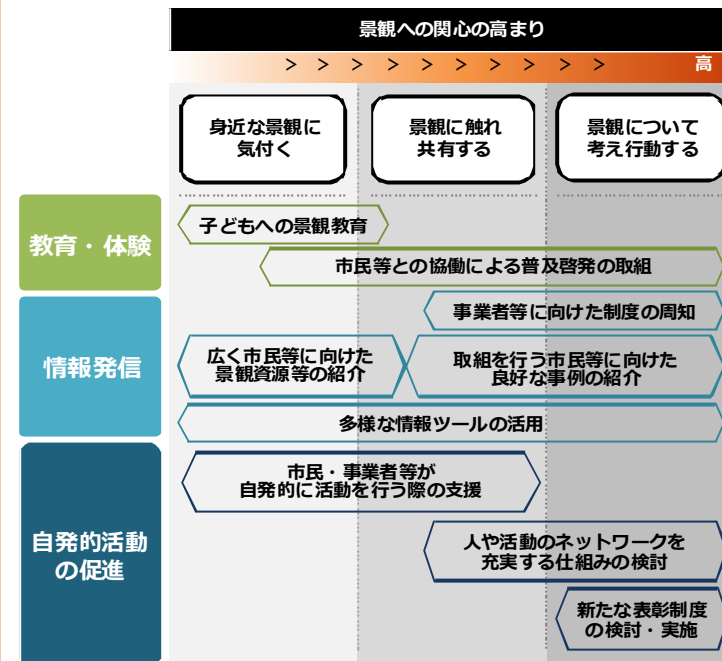 景観への関心の高まり
> > > > > > > > > > 高
身近な景観に
気付く
景観に触れ
共有する
景観について
考え行動する
教育・体験
子どもへの景観教育
市民等との協働による普及啓発の取組
情報発信
事業者等に向けた制度の周知
広く市民等に向けた
景観資源等の紹介
取組を行う市民等に向けた
良好な事例の紹介
多様な情報ツールの活用
自発的活動
の促進
市民・事業者等が
自発的に活動を行う際の支援
人や活動のネットワークを
充実する仕組みの検討
新たな表彰制度
の検討・実施